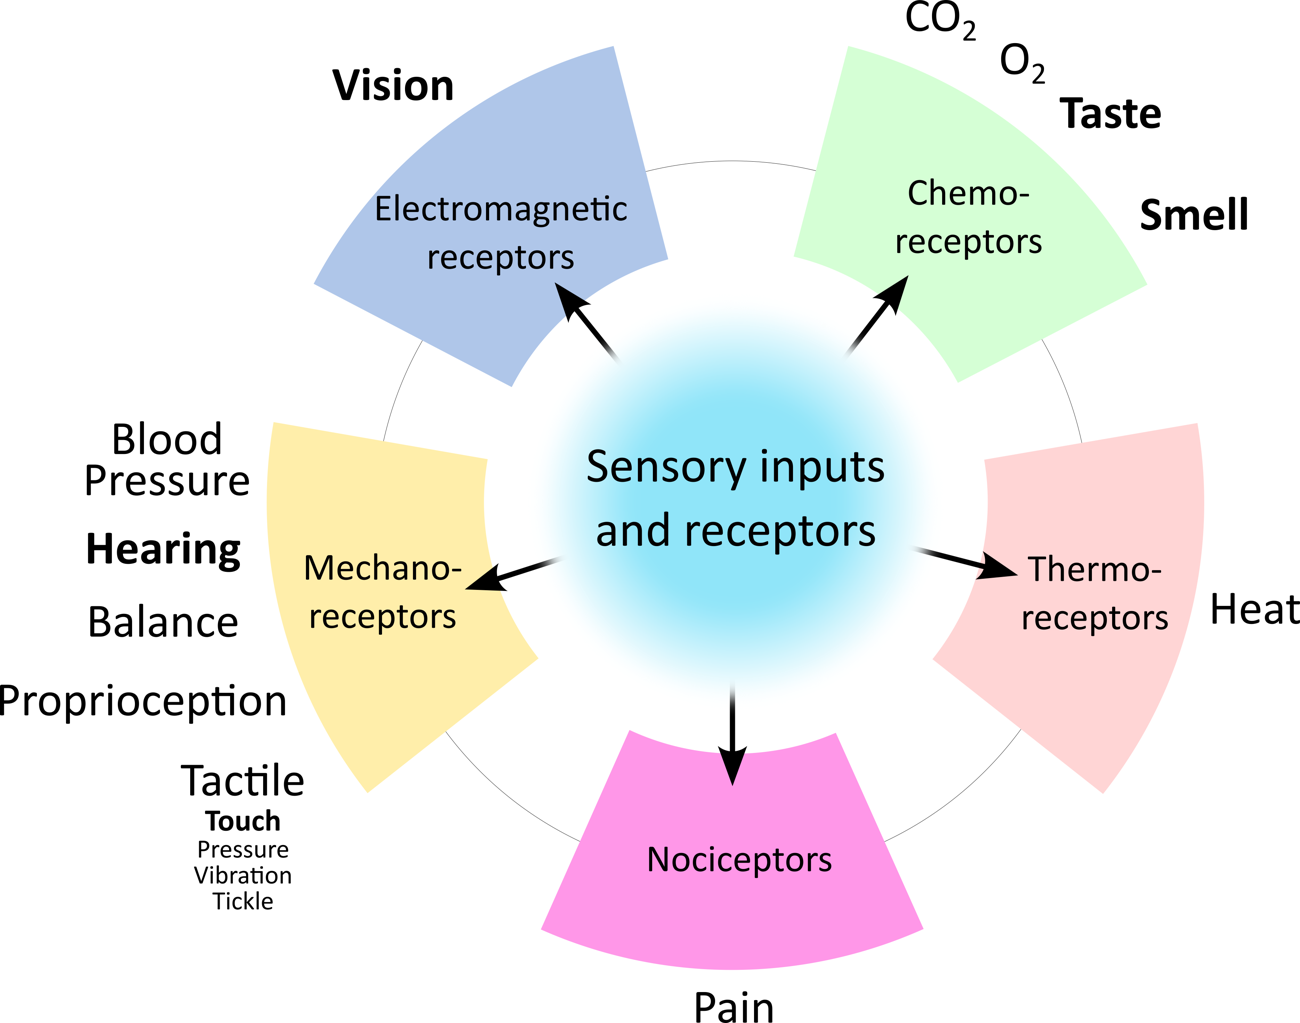 CO₂
O₂
Taste
Smell
Vision
Electromagnetic
receptors
Chemo-
receptors
Sensory inputs
and receptors
Blood
Pressure
Hearing
Balance
Proprioception
Tactile
Touch
Pressure
Vibration
Tickle
Mechano-
receptors
Thermo-
receptors
Heat
Nociceptors
Pain